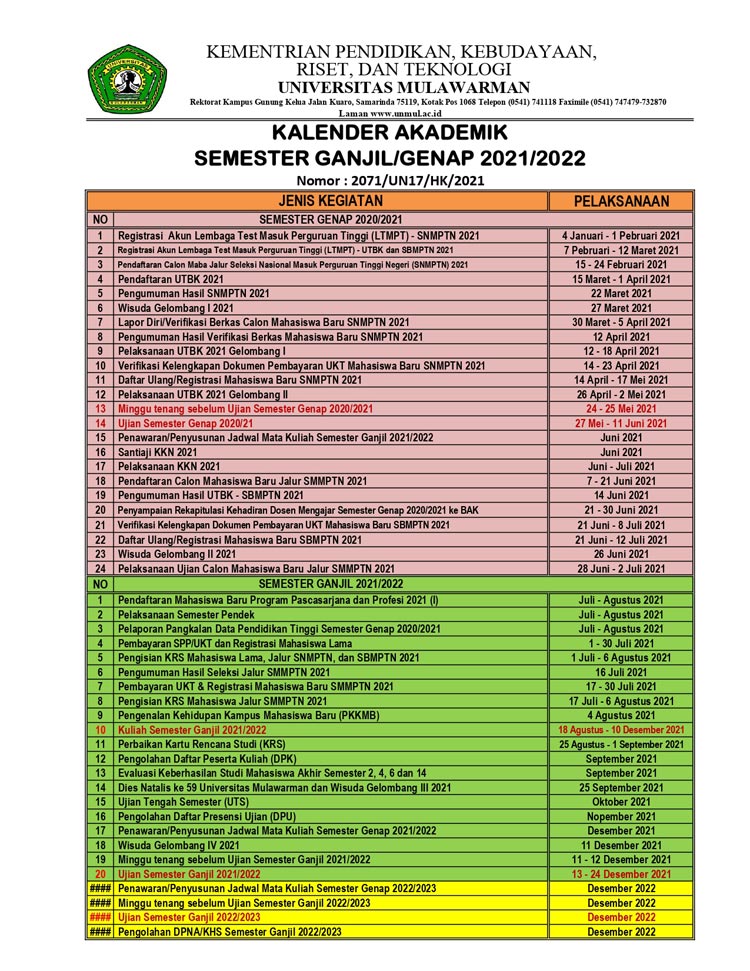 KEMENTRIAN PENDIDIKAN, KEBUDAYAAN,
RISET, DAN TEKNOLOGI
UNIVERSITAS MULAWARMAN
Rektorat Kampus Gunung Kelua Jalan Kuaro, Samarinda 75119, Kotak Pos 1068 Telepon (0541) 741118 Faximile (0541) 747479-732870
Laman www.unmul.ac.id
KALENDER AKADEMIK
SEMESTER GANJIL/GENAP 2021/2022
Nomor : 2071/UN17/HK/2021
JENIS KEGIATAN PELAKSANAAN
NO SEMESTER GENAP 2020/2021
1 Registrasi Akun Lembaga Test Masuk Perguruan Tinggi (LTMPT) - SNMPTN 2021 4 Januari - 1 Pebruari 2021
2 Registrasi Akun Lembaga Test Masuk Perguruan Tinggi (LTMPT) - UTBK dan SBMPTN 2021 7 Pebruari - 12 Maret 2021
3 Pendaftaran Calon Maba Jalur Seleksi Nasional Masuk Perguruan Tinggi Negeri (SNMPTN) 2021 15 - 24 Februari 2021
4 Pendaftaran UTBK 2021 15 Maret - 1 April 2021
5 Pengumuman Hasil SNMPTN 2021 22 Maret 2021
6 Wisuda Gelombang I 2021 27 Maret 2021
7 Lapor Diri/Verifikasi Berkas Calon Mahasiswa Baru SNMPTN 2021 30 Maret - 5 April 2021
8 Pengumuman Hasil Verifikasi Berkas Mahasiswa Baru SNMPTN 2021 12 April 2021
9 Pelaksanaan UTBK 2021 Gelombang I 12 - 18 April 2021
10 Verifikasi Kelengkapan Dokumen Pembayaran UKT Mahasiswa Baru SNMPTN 2021 14 - 23 April 2021
11 Daftar Ulang/Registrasi Mahasiswa Baru SNMPTN 2021 14 April - 17 Mei 2021
12 Pelaksanaan UTBK 2021 Gelombang II 26 April - 2 Mei 2021
13 Minggu tenang sebelum Ujian Semester Genap 2020/2021 24 - 25 Mei 2021
14 Ujian Semester Genap 2020/21 27 Mei - 11 Juni 2021
15 Penawaran/Penyusunan Jadwal Mata Kuliah Semester Ganjil 2021/2022 Juni 2021
16 Santiaji KKN 2021 Juni 2021
17 Pelaksanaan KKN 2021 Juni - Juli 2021
18 Pendaftaran Calon Mahasiswa Baru Jalur SMMPTN 2021 7 - 21 Juni 2021
19 Pengumuman Hasil UTBK - SBMPTN 2021 14 Juni 2021
20 Penyampaian Rekapitulasi Kehadiran Dosen Mengajar Semester Genap 2020/2021 ke BAK 21 - 30 Juni 2021
21 Verifikasi Kelengkapan Dokumen Pembayaran UKT Mahasiswa Baru SBMPTN 2021 21 Juni - 8 Juli 2021
22 Daftar Ulang/Registrasi Mahasiswa Baru SBMPTN 2021 21 Juni - 12 Juli 2021
23 Wisuda Gelombang II 2021 26 Juni 2021
24 Pelaksanaan Ujian Calon Mahasiswa Baru Jalur SMMPTN 2021 28 Juni - 2 Juli 2021
NO SEMESTER GANJIL 2021/2022
1 Pendaftaran Mahasiswa Baru Program Pascasarjana dan Profesi 2021 (I) Juli - Agustus 2021
2 Pelaksanaan Semester Pendek Juli - Agustus 2021
3 Pelaporan Pangkalan Data Pendidikan Tinggi Semester Genap 2020/2021 Juli - Agustus 2021
4 Pembayaran SPP/UKT dan Registrasi Mahasiswa Lama 1 - 30 Juli 2021
5 Pengisian KRS Mahasiswa Lama, Jalur SNMPTN, dan SBMPTN 2021 1 Juli - 6 Agustus 2021
6 Pengumuman Hasil Seleksi Jalur SMMPTN 2021 16 Juli 2021
7 Pembayaran UKT & Registrasi Mahasiswa Baru SMMPTN 2021 17 - 30 Juli 2021
8 Pengisian KRS Mahasiswa Jalur SMMPTN 2021 17 Juli - 6 Agustus 2021
9 Pengenalan Kehidupan Kampus Mahasiswa Baru (PKKMB) 4 Agustus 2021
10 Kuliah Semester Ganjil 2021/2022 18 Agustus - 10 Desember 2021
11 Perbaikan Kartu Rencana Studi (KRS) 25 Agustus - 1 September 2021
12 Pengolahan Daftar Peserta Kuliah (DPK) September 2021
13 Evaluasi Keberhasilan Studi Mahasiswa Akhir Semester 2, 4, 6 dan 14 September 2021
14 Dies Natalis ke 59 Universitas Mulawarman dan Wisuda Gelombang III 2021 25 September 2021
15 Ujian Tengah Semester (UTS) Oktober 2021
16 Pengolahan Daftar Presensi Ujian (DPU) Nopember 2021
17 Penawaran/Penyusunan Jadwal Mata Kuliah Semester Genap 2021/2022 Desember 2021
18 Wisuda Gelombang IV 2021 11 Desember 2021
19 Minggu tenang sebelum Ujian Semester Ganjil 2021/2022 11 - 12 Desember 2021
20 Ujian Semester Ganjil 2021/2022 13 - 24 Desember 2021
#### Penawaran/Penyusunan Jadwal Mata Kuliah Semester Genap 2022/2023 Desember 2022
#### Minggu tenang sebelum Ujian Semester Ganjil 2022/2023 Desember 2022
#### Ujian Semester Ganjil 2022/2023 Desember 2022
#### Pengolahan DPNA/KHS Semester Ganjil 2022/2023 Desember 2022